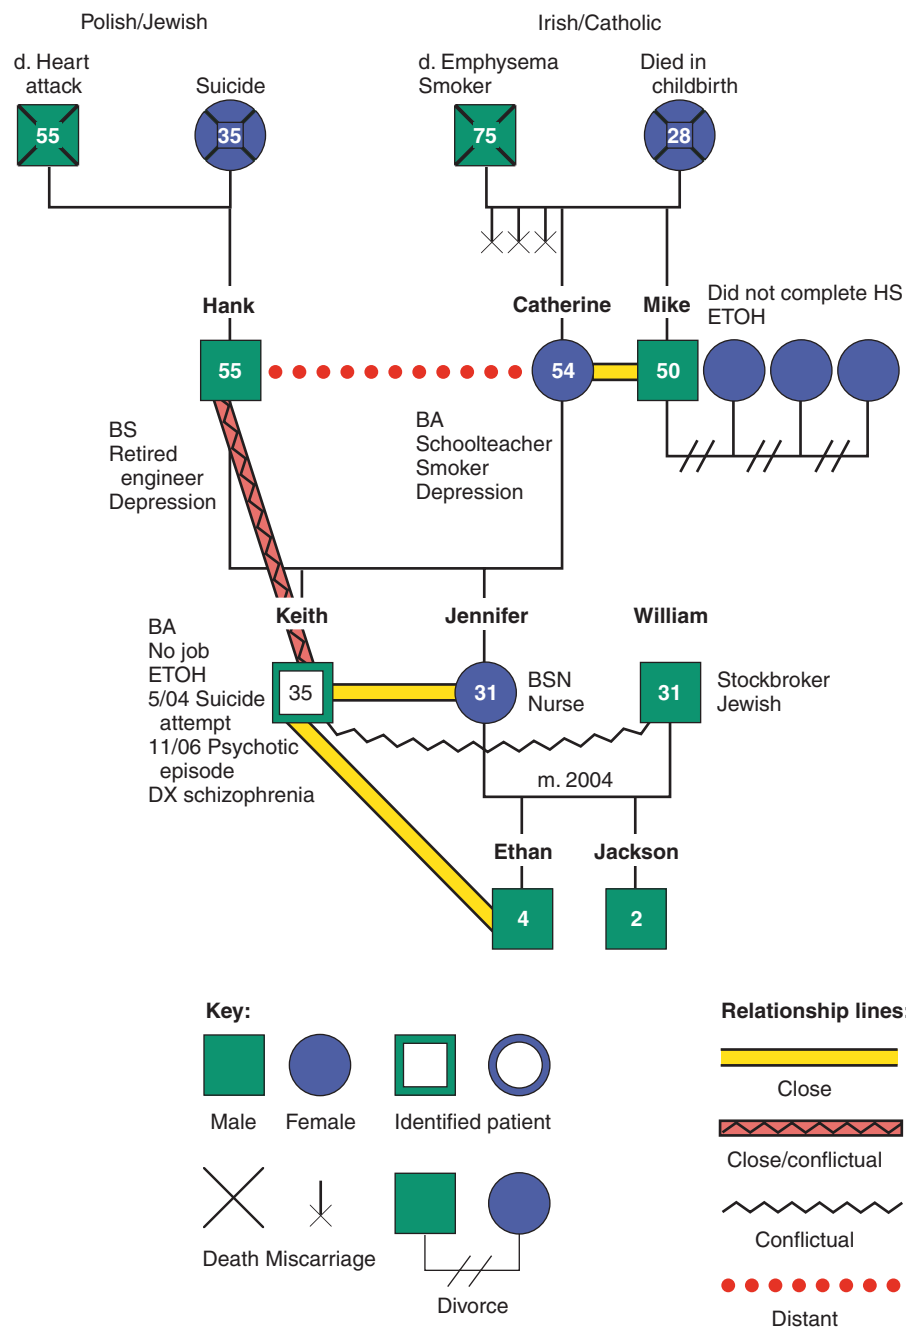 Polish/Jewish
Irish/Catholic
d. Heart
attack
Suicide
d. Emphysema
Smoker
Died in
childbirth
55
35
75
28
Hank
Catherine
Mike
Did not complete HS
ETOH
55
54
50
BS
Retired
engineer
Depression
BA
Schoolteacher
Smoker
Depression
Keith
Jennifer
William
BA
No job
ETOH
5/04 Suicide
attempt
11/06 Psychotic
episode
DX schizophrenia
35
31
BSN
Nurse
31
Stockbroker
Jewish
m. 2004
Ethan
Jackson
4
2
Key:
Male
Female
Identified patient
Death
Miscarriage
Divorce
Relationship lines:
Close
Close/conflictual
Conflictual
Distant